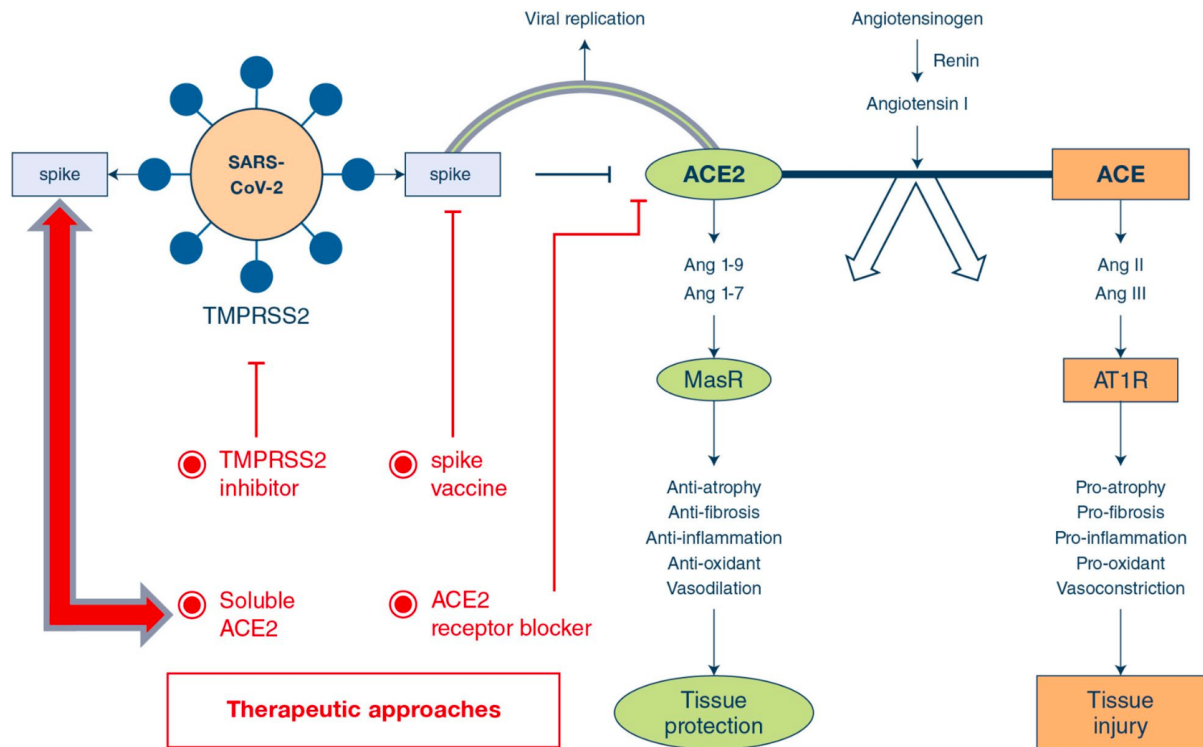 Viral replication
Angiotensinogen
Renin
Angiotensin I
spike
SARS-
CoV-2
spike
ACE2
ACE
TMPRSS2
Ang 1-9
Ang 1-7
Ang II
Ang III
MasR
AT1R
TMPRSS2
inhibitor
spike
vaccine
Anti-atrophy
Anti-fibrosis
Anti-inflammation
Anti-oxidant
Vasodilation
Pro-atrophy
Pro-fibrosis
Pro-inflammation
Pro-oxidant
Vasoconstriction
Soluble
ACE2
ACE2
receptor blocker
Therapeutic approaches
Tissue
protection
Tissue
injury